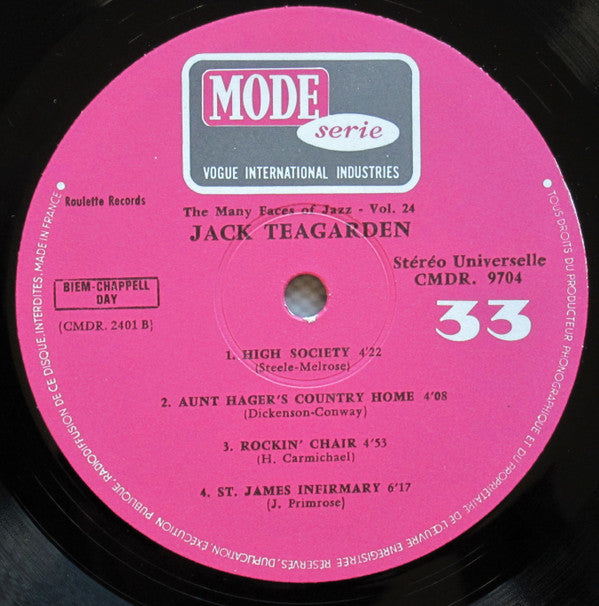 MODE
serie
VOGUE INTERNATIONAL INDUSTRIES
Roulette Records
The Many Faces of Jazz - Vol. 24
JACK TEAGARDEN
Stéréo Universelle
CMDR. 9704
33
BIEM-CHAPPELL
DAY
(CMDR. 2401 B)
1. HIGH SOCIETY 4'22
(Steele-Melrose)
2. AUNT HAGER'S COUNTRY HOME 4'08
(Dickenson-Conway)
3. ROCKIN' CHAIR 4'53
(H. Carmichael)
4. ST. JAMES INFIRMARY 6'17
(J. Primrose)
TOUS DROITS DU PRODUCTEUR PHONOGRAPHIQUE ET DU PROPRIETAIRE DE L'ŒUVRE ENREGISTREE RESERVES, DUPLICATION, EXECUTION PUBLIQUE, RADIODIFFUSION DE CE DISQUE, INTERDITES. MADE IN FRANCE